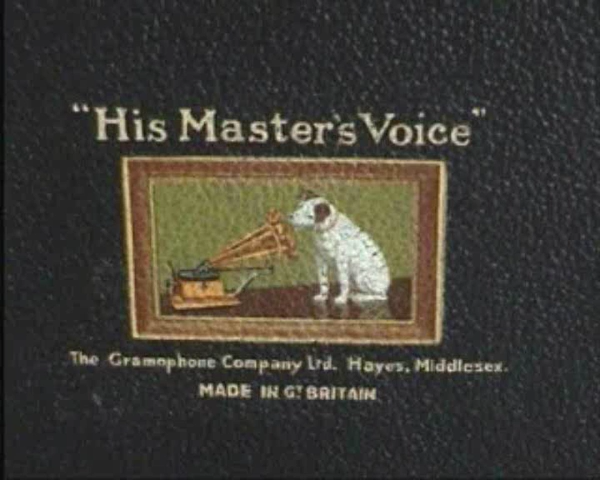 "His Master's Voice"
The Gramophone Company Ltd. Hayes, Middlesex.
MADE IN GT BRITAIN